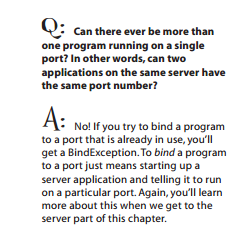 Q: Can there ever be more than
one program running on a single
port? In other words, can two
applications on the same server have
the same port number?
A: No! If you try to bind a program
to a port that is already in use, you'll
get a BindException. To bind a program
to a port just means starting up a
server application and telling it to run
on a particular port. Again, you'll learn
more about this when we get to the
server part of this chapter.